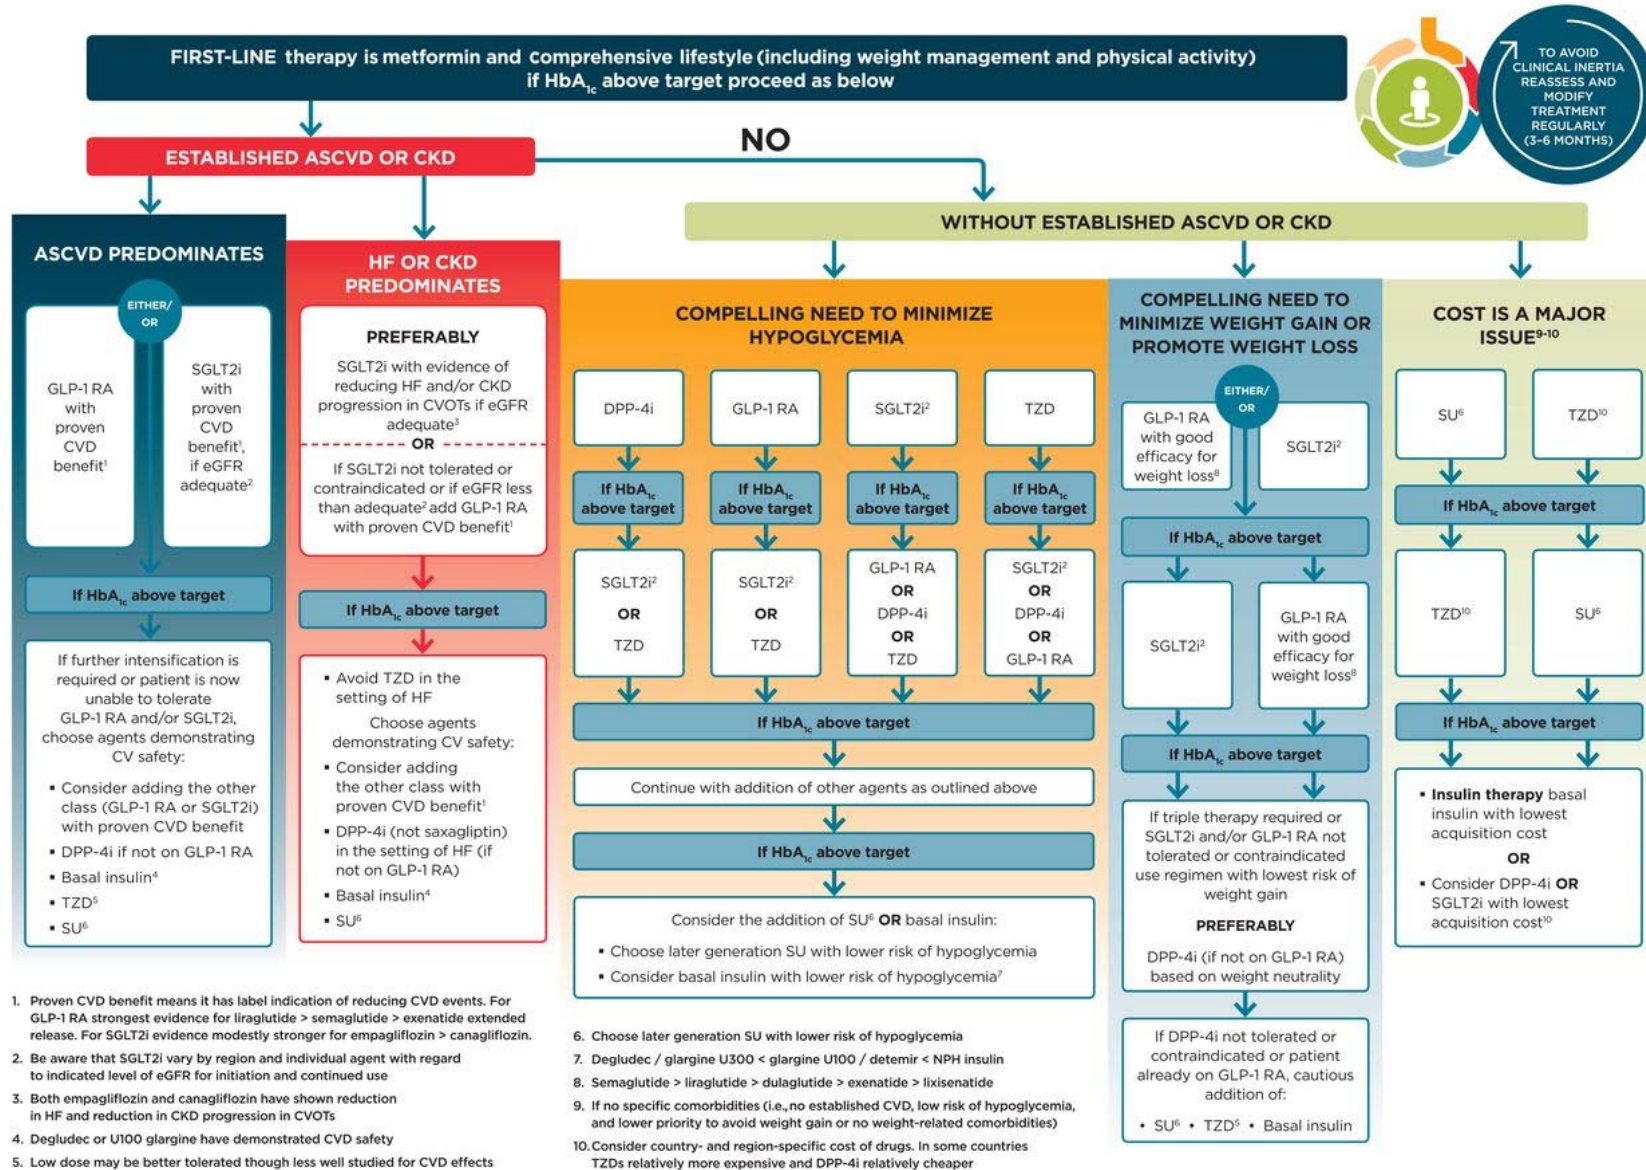 FIRST-LINE therapy is metformin and comprehensive lifestyle (including weight management and physical activity)
if HbA1c above target proceed as below
TO AVOID
CLINICAL INERTIA
REASSESS AND
MODIFY
TREATMENT
REGULARLY
(3-6 MONTHS)
ESTABLISHED ASCVD OR CKD
NO
WITHOUT ESTABLISHED ASCVD OR CKD
ASCVD PREDOMINATES
EITHER/
OR
GLP-1 RA
with
proven
CVD
benefit¹
SGLT2i
with
proven
CVD
benefit¹,
if eGFR
adequate²
If HbA1c above target
If further intensification is
required or patient is now
unable to tolerate
GLP-1 RA and/or SGLT2i,
choose agents demonstrating
CV safety:
▪ Consider adding the other
class (GLP-1 RA or SGLT2i)
with proven CVD benefit
▪ DPP-4i if not on GLP-1 RA
▪ Basal insulin⁴
▪ TZD⁵
▪ SU⁶
HF OR CKD
PREDOMINATES
PREFERABLY
SGLT2i with evidence of
reducing HF and/or CKD
progression in CVOTs if eGFR
adequate³
OR
If SGLT2i not tolerated or
contraindicated or if eGFR less
than adequate² add GLP-1 RA
with proven CVD benefit¹
If HbA1c above target
▪ Avoid TZD in the
setting of HF
Choose agents
demonstrating CV safety:
▪ Consider adding
the other class with
proven CVD benefit¹
▪ DPP-4i (not saxagliptin)
in the setting of HF (if
not on GLP-1 RA)
▪ Basal insulin⁴
▪ SU⁶
COMPELLING NEED TO MINIMIZE
HYPOGLYCEMIA
DPP-4i
If HbA1c
above target
SGLT2i²
OR
TZD
GLP-1 RA
If HbA1c
above target
SGLT2i²
OR
TZD
SGLT2i²
If HbA1c
above target
GLP-1 RA
OR
DPP-4i
OR
TZD
TZD
If HbA1c
above target
SGLT2i²
OR
DPP-4i
OR
GLP-1 RA
If HbA1c above target
Continue with addition of other agents as outlined above
If HbA1c above target
Consider the addition of SU⁶ OR basal insulin:
▪ Choose later generation SU with lower risk of hypoglycemia
▪ Consider basal insulin with lower risk of hypoglycemia⁷
COMPELLING NEED TO
MINIMIZE WEIGHT GAIN OR
PROMOTE WEIGHT LOSS
EITHER/
OR
GLP-1 RA
with good
efficacy for
weight loss⁸
SGLT2i²
If HbA1c above target
SGLT2i²
GLP-1 RA
with good
efficacy for
weight loss⁸
If HbA1c above target
If triple therapy required or
SGLT2i and/or GLP-1 RA not
tolerated or contraindicated
use regimen with lowest risk of
weight gain
PREFERABLY
DPP-4i (if not on GLP-1 RA)
based on weight neutrality
If DPP-4i not tolerated or
contraindicated or patient
already on GLP-1 RA, cautious
addition of:
• SU⁶ • TZD⁵ • Basal insulin
COST IS A MAJOR
ISSUE⁹⁻¹⁰
SU⁶
TZD¹⁰
If HbA1c above target
TZD¹⁰
SU⁶
If HbA1c above target
▪ Insulin therapy basal
insulin with lowest
acquisition cost
OR
▪ Consider DPP-4i OR
SGLT2i with lowest
acquisition cost¹⁰
1. Proven CVD benefit means it has label indication of reducing CVD events. For
GLP-1 RA strongest evidence for liraglutide > semaglutide > exenatide extended
release. For SGLT2i evidence modestly stronger for empagliflozin > canagliflozin.
2. Be aware that SGLT2i vary by region and individual agent with regard
to indicated level of eGFR for initiation and continued use
3. Both empagliflozin and canagliflozin have shown reduction
in HF and reduction in CKD progression in CVOTs
4. Degludec or U100 glargine have demonstrated CVD safety
5. Low dose may be better tolerated though less well studied for CVD effects
6. Choose later generation SU with lower risk of hypoglycemia
7. Degludec / glargine U300 < glargine U100 / detemir < NPH insulin
8. Semaglutide > liraglutide > dulaglutide > exenatide > lixisenatide
9. If no specific comorbidities (i.e., no established CVD, low risk of hypoglycemia,
and lower priority to avoid weight gain or no weight-related comorbidities)
10. Consider country- and region-specific cost of drugs. In some countries
TZDs relatively more expensive and DPP-4i relatively cheaper